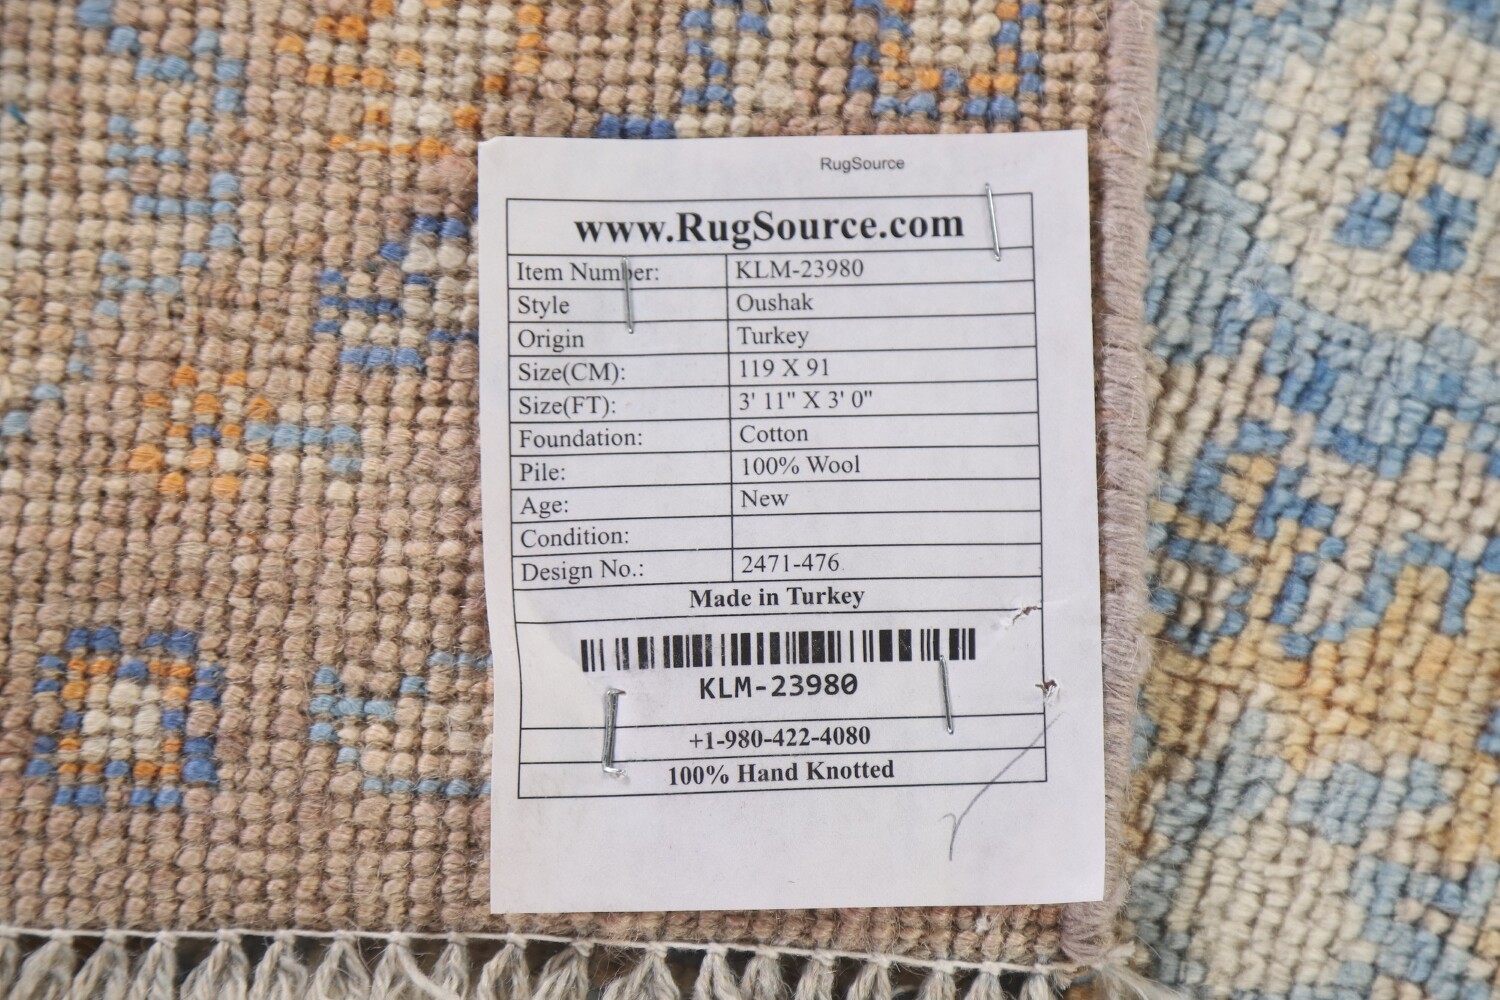 RugSource
www.RugSource.com
Item Number: KLM-23980
Style Oushak
Origin Turkey
Size(CM): 119 X 91
Size(FT): 3' 11" X 3' 0"
Foundation: Cotton
Pile: 100% Wool
Age: New
Condition:
Design No.: 2471-476
Made in Turkey
KLM-23980
+1-980-422-4080
100% Hand Knotted